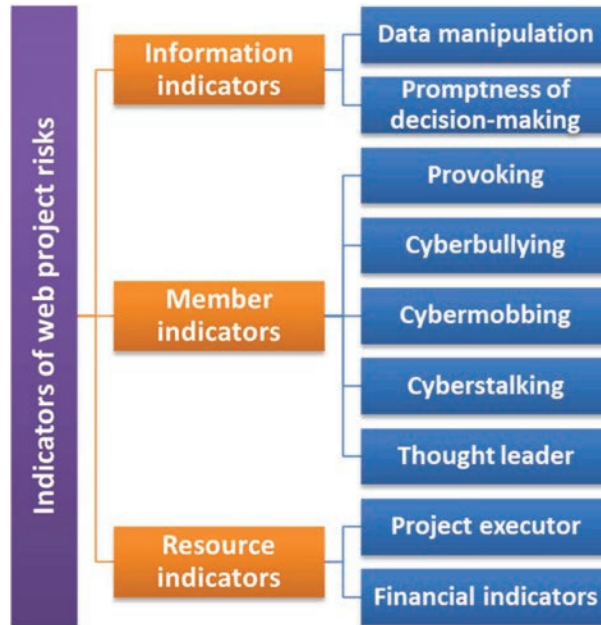 Indicators of web project risks
Information
indicators
Data manipulation
Promptness of
decision-making
Member
indicators
Provoking
Cyberbullying
Cybermobbing
Cyberstalking
Thought leader
Resource
indicators
Project executor
Financial indicators